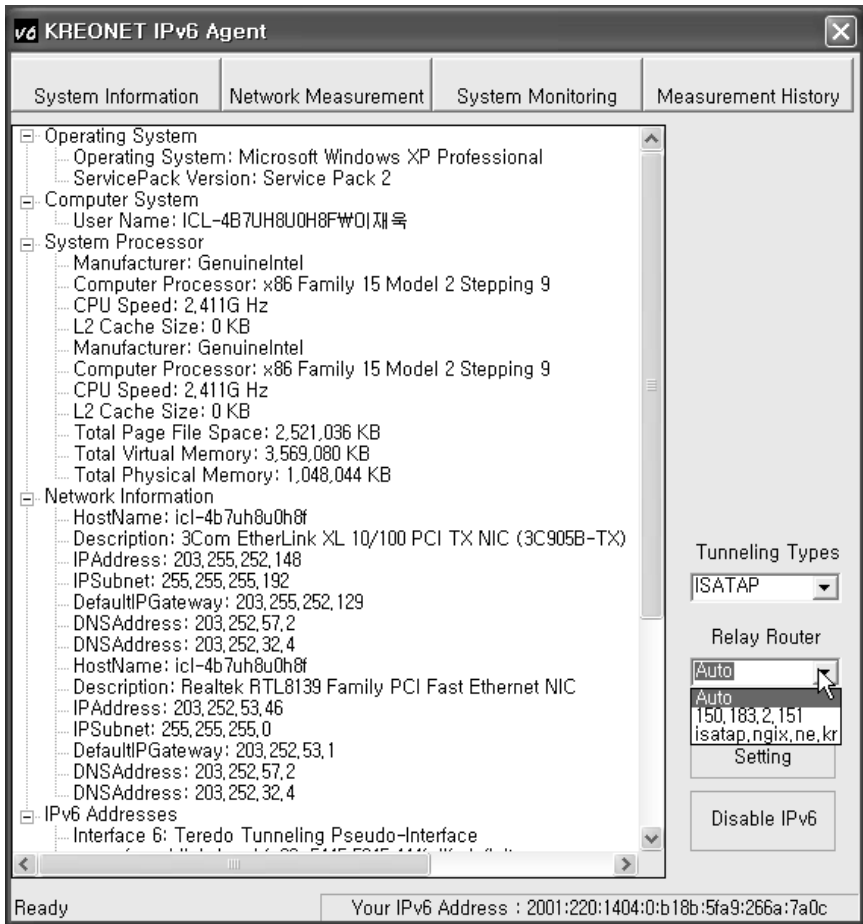 v6 KREONET IPv6 Agent
System Information
Network Measurement
System Monitoring
Measurement History
Operating System
Operating System: Microsoft Windows XP Professional
ServicePack Version: Service Pack 2
Computer System
User Name: ICL-4B7UH8U0H8F₩이재욱
System Processor
Manufacturer: GenuineIntel
Computer Processor: x86 Family 15 Model 2 Stepping 9
CPU Speed: 2,411G Hz
L2 Cache Size: 0 KB
Manufacturer: GenuineIntel
Computer Processor: x86 Family 15 Model 2 Stepping 9
CPU Speed: 2,411G Hz
L2 Cache Size: 0 KB
Total Page File Space: 2,521,036 KB
Total Virtual Memory: 3,569,080 KB
Total Physical Memory: 1,048,044 KB
Network Information
HostName: icl-4b7uh8u0h8f
Description: 3Com EtherLink XL 10/100 PCI TX NIC (3C905B-TX)
IPAddress: 203,255,252,148
IPSubnet: 255,255,255,192
DefaultIPGateway: 203,255,252,129
DNSAddress: 203,252,57,2
DNSAddress: 203,252,32,4
HostName: icl-4b7uh8u0h8f
Description: Realtek RTL8139 Family PCI Fast Ethernet NIC
IPAddress: 203,252,53,46
IPSubnet: 255,255,255,0
DefaultIPGateway: 203,252,53,1
DNSAddress: 203,252,57,2
DNSAddress: 203,252,32,4
IPv6 Addresses
Interface 6: Teredo Tunneling Pseudo-Interface
Tunneling Types
ISATAP
Relay Router
Auto
Auto
150,183,2,151
isatap,ngix,ne,kr
Setting
Disable IPv6
Ready
Your IPv6 Address : 2001:220:1404:0:b18b:5fa9:266a:7a0c